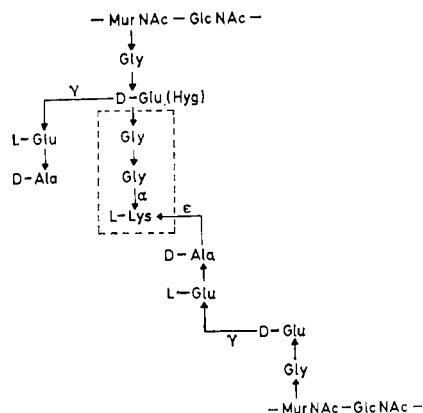 — MurNAc — GlcNAc —
Gly
γ
D—Glu (Hyg)
L—Glu
Gly
D—Ala
Gly
α
L—Lys
ε
D—Ala
L—Glu
D—Glu
γ
Gly
— MurNAc — GlcNAc —